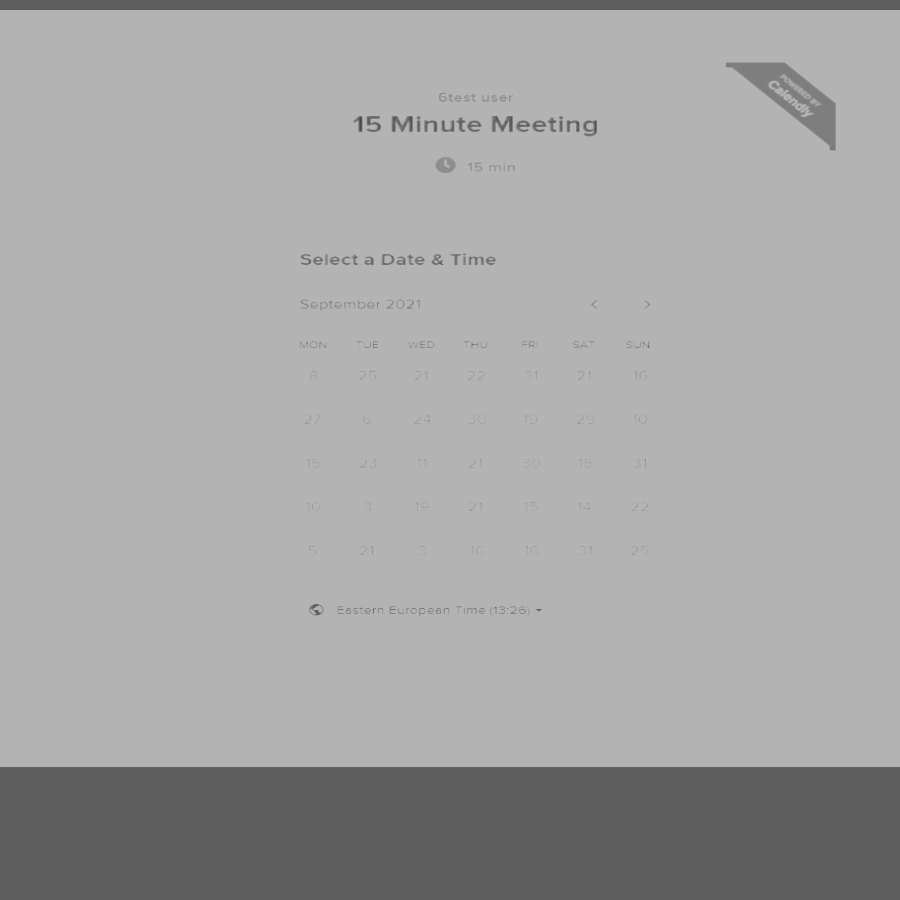 POWERED BY
Calendly
6test user
15 Minute Meeting
15 min
Select a Date & Time
September 2021
MON TUE WED THU FRI SAT SUN
8 25 21 22 31 21 16
27 6 24 30 19 29 10
15 23 11 21 30 15 31
10 3 19 21 15 14 22
5 21 3 16 16 31 25
Eastern European Time (13:26)